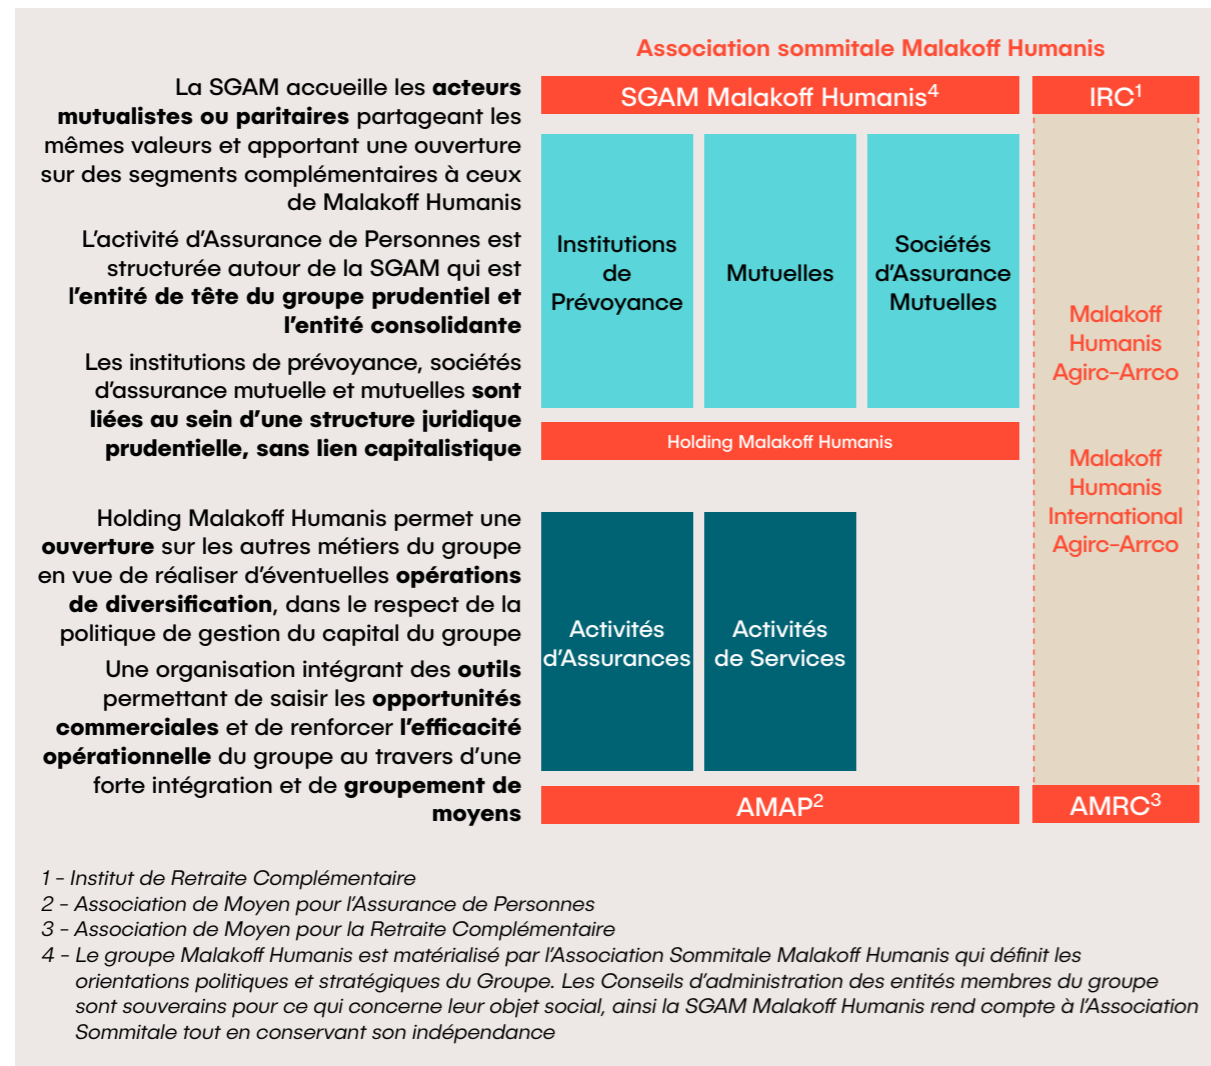 Association sommitale Malakoff Humanis
La SGAM accueille les acteurs
mutualistes ou paritaires partageant les
mêmes valeurs et apportant une ouverture
sur des segments complémentaires à ceux
de Malakoff Humanis
L’activité d’Assurance de Personnes est
structurée autour de la SGAM qui est
l’entité de tête du groupe prudentiel et
l’entité consolidante
Les institutions de prévoyance, sociétés
d’assurance mutuelle et mutuelles sont
liées au sein d’une structure juridique
prudentielle, sans lien capitalistique
Holding Malakoff Humanis permet une
ouverture sur les autres métiers du groupe
en vue de réaliser d’éventuelles opérations
de diversification, dans le respect de la
politique de gestion du capital du groupe
Une organisation intégrant des outils
permettant de saisir les opportunités
commerciales et de renforcer l’efficacité
opérationnelle du groupe au travers d’une
forte intégration et de groupement de
moyens
SGAM Malakoff Humanis4
IRC1
Institutions
de
Prévoyance
Mutuelles
Sociétés
d’Assurance
Mutuelles
Holding Malakoff Humanis
Malakoff
Humanis
Agirc-Arrco
Malakoff
Humanis
International
Agirc-Arrco
Activités
d’Assurances
Activités
de Services
AMAP2
AMRC3
1 - Institut de Retraite Complémentaire
2 - Association de Moyen pour l’Assurance de Personnes
3 - Association de Moyen pour la Retraite Complémentaire
4 - Le groupe Malakoff Humanis est matérialisé par l’Association Sommitale Malakoff Humanis qui définit les
orientations politiques et stratégiques du Groupe. Les Conseils d’administration des entités membres du groupe
sont souverains pour ce qui concerne leur objet social, ainsi la SGAM Malakoff Humanis rend compte à l’Association
Sommitale tout en conservant son indépendance